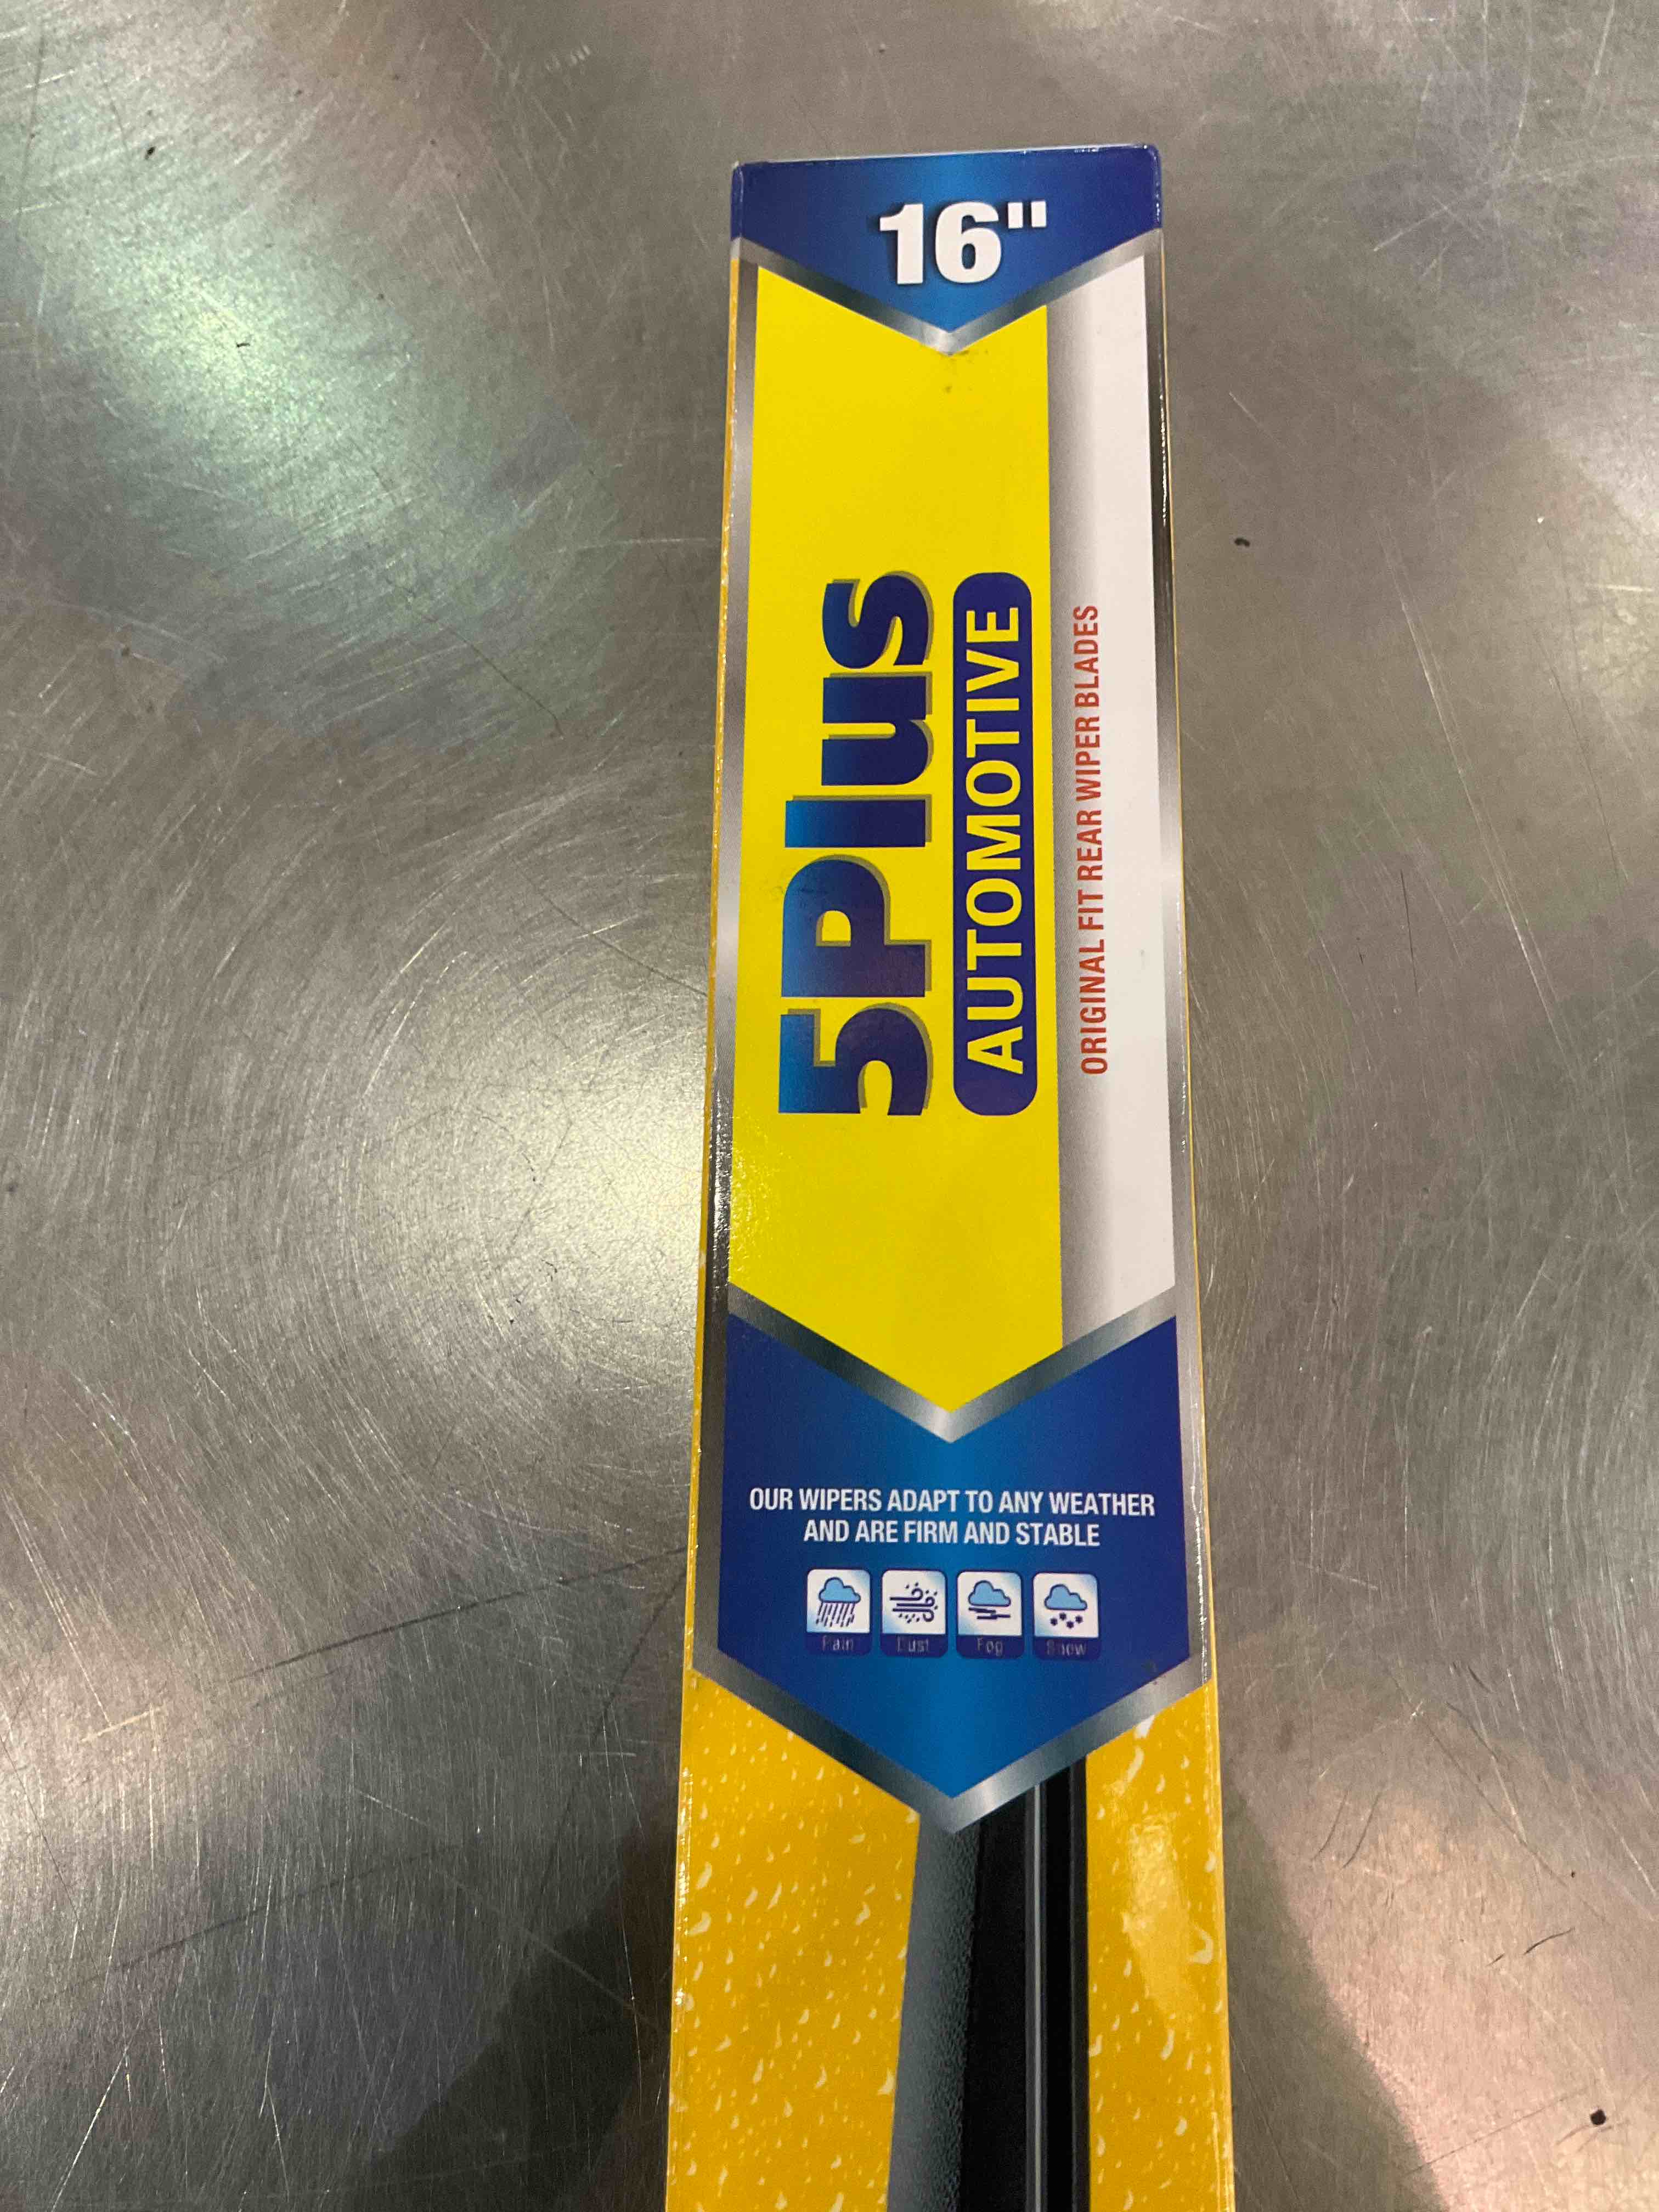 16"
5Plus
AUTOMOTIVE
ORIGINAL FIT REAR WIPER BLADES
OUR WIPERS ADAPT TO ANY WEATHER
AND ARE FIRM AND STABLE
Rain Dust Fog Snow